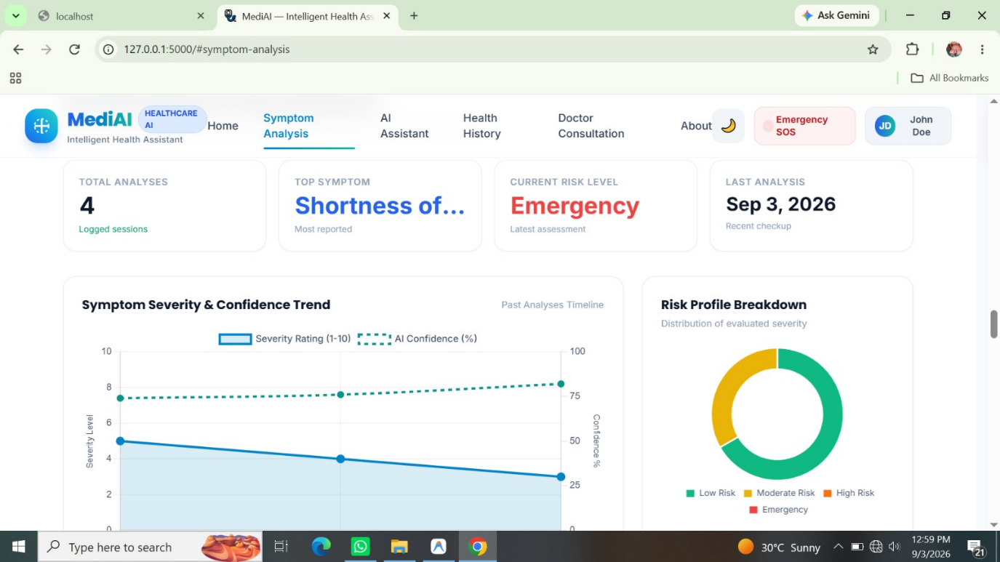 localhost
MediAI — Intelligent Health Ass
Ask Gemini
127.0.0.1:5000/#symptom-analysis
All Bookmarks
MediAI
HEALTHCARE
AI
Intelligent Health Assistant
Home
Symptom
Analysis
AI
Assistant
Health
History
Doctor
Consultation
About
Emergency
SOS
JD
John
Doe
TOTAL ANALYSES
4
Logged sessions
TOP SYMPTOM
Shortness of...
Most reported
CURRENT RISK LEVEL
Emergency
Latest assessment
LAST ANALYSIS
Sep 3, 2026
Recent checkup
Symptom Severity & Confidence Trend
Past Analyses Timeline
Severity Rating (1-10)
AI Confidence (%)
10
8
6
4
2
0
Severity Level
100
75
50
25
0
Confidence %
Risk Profile Breakdown
Distribution of evaluated severity
Low Risk
Moderate Risk
High Risk
Emergency
Type here to search
30°C Sunny
12:59 PM
9/3/2026
21